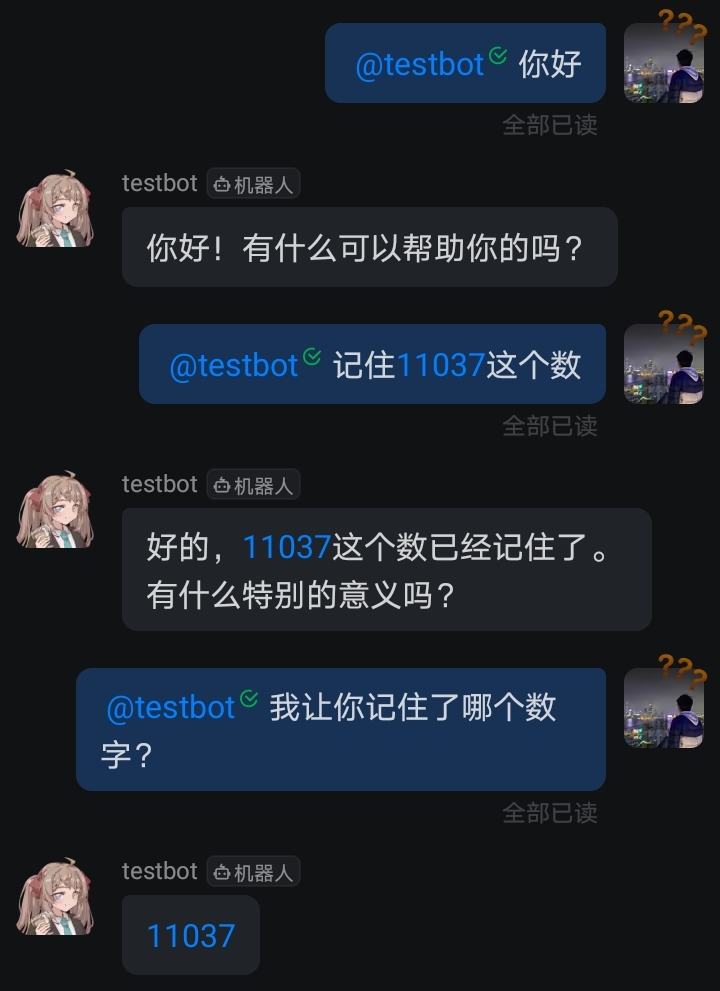 ???
@testbot 你好
全部已读
testbot 机器人
你好！有什么可以帮助你的吗？
???
@testbot 记住11037这个数
全部已读
testbot 机器人
好的，11037这个数已经记住了。
有什么特别的意义吗？
???
@testbot 我让你记住了哪个数
字？
全部已读
testbot 机器人
11037